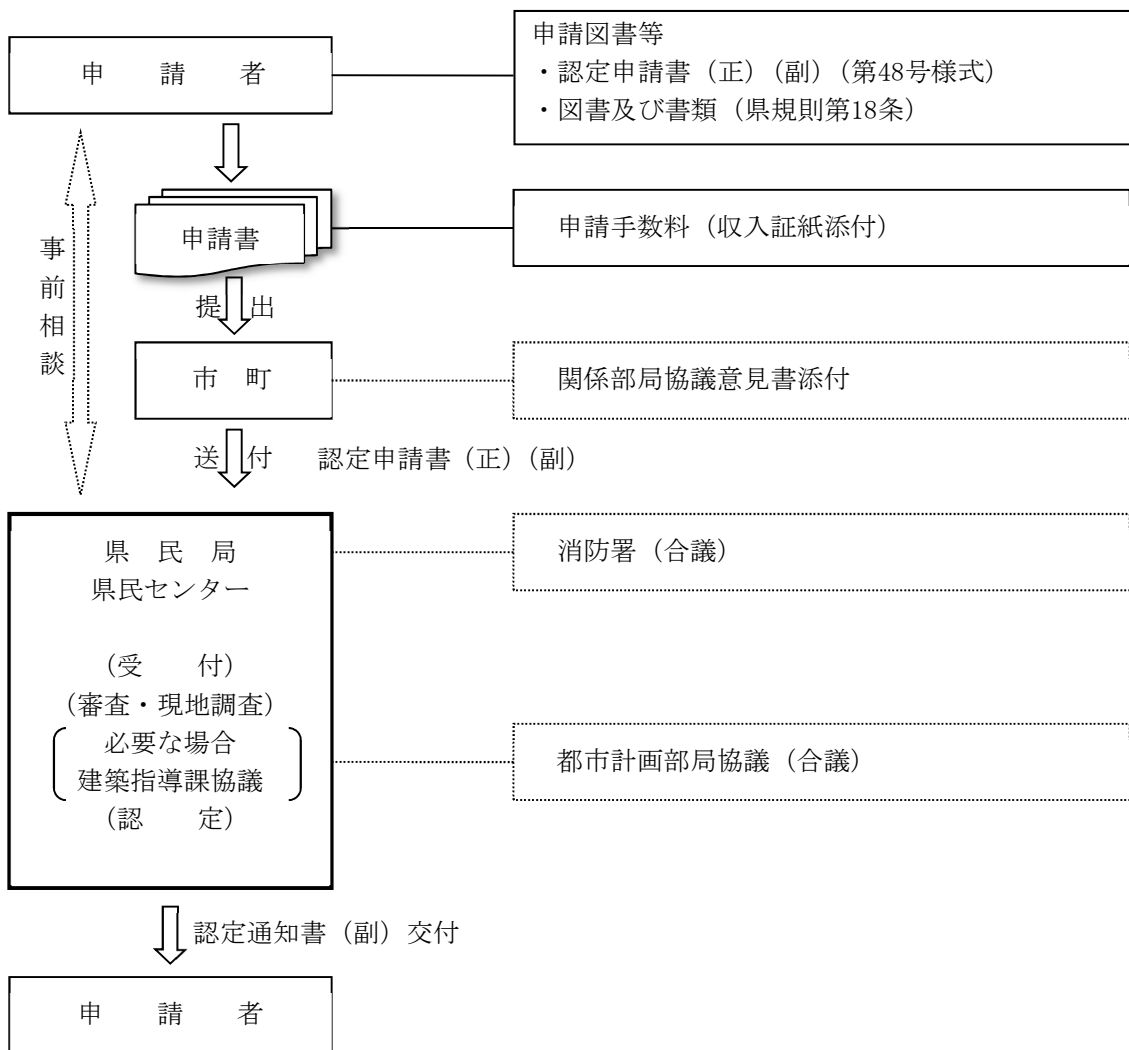 申請者
申請図書等
・認定申請書（正）（副）（第48号様式）
・図書及び書類（県規則第18条）
事前相談
申請書
申請手数料（収入証紙添付）
提出
市町
関係部局協議意見書添付
送付 認定申請書（正）（副）
県民局
県民センター
消防署（合議）
（受付）
（審査・現地調査）
必要な場合
建築指導課協議
都市計画部局協議（合議）
（認定）
認定通知書（副）交付
申請者